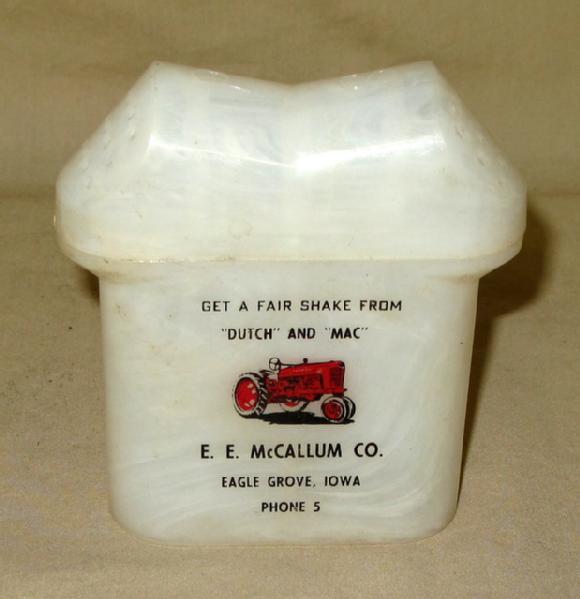 GET A FAIR SHAKE FROM
"DUTCH" AND "MAC"
E. E. McCALLUM CO.
EAGLE GROVE, IOWA
PHONE 5